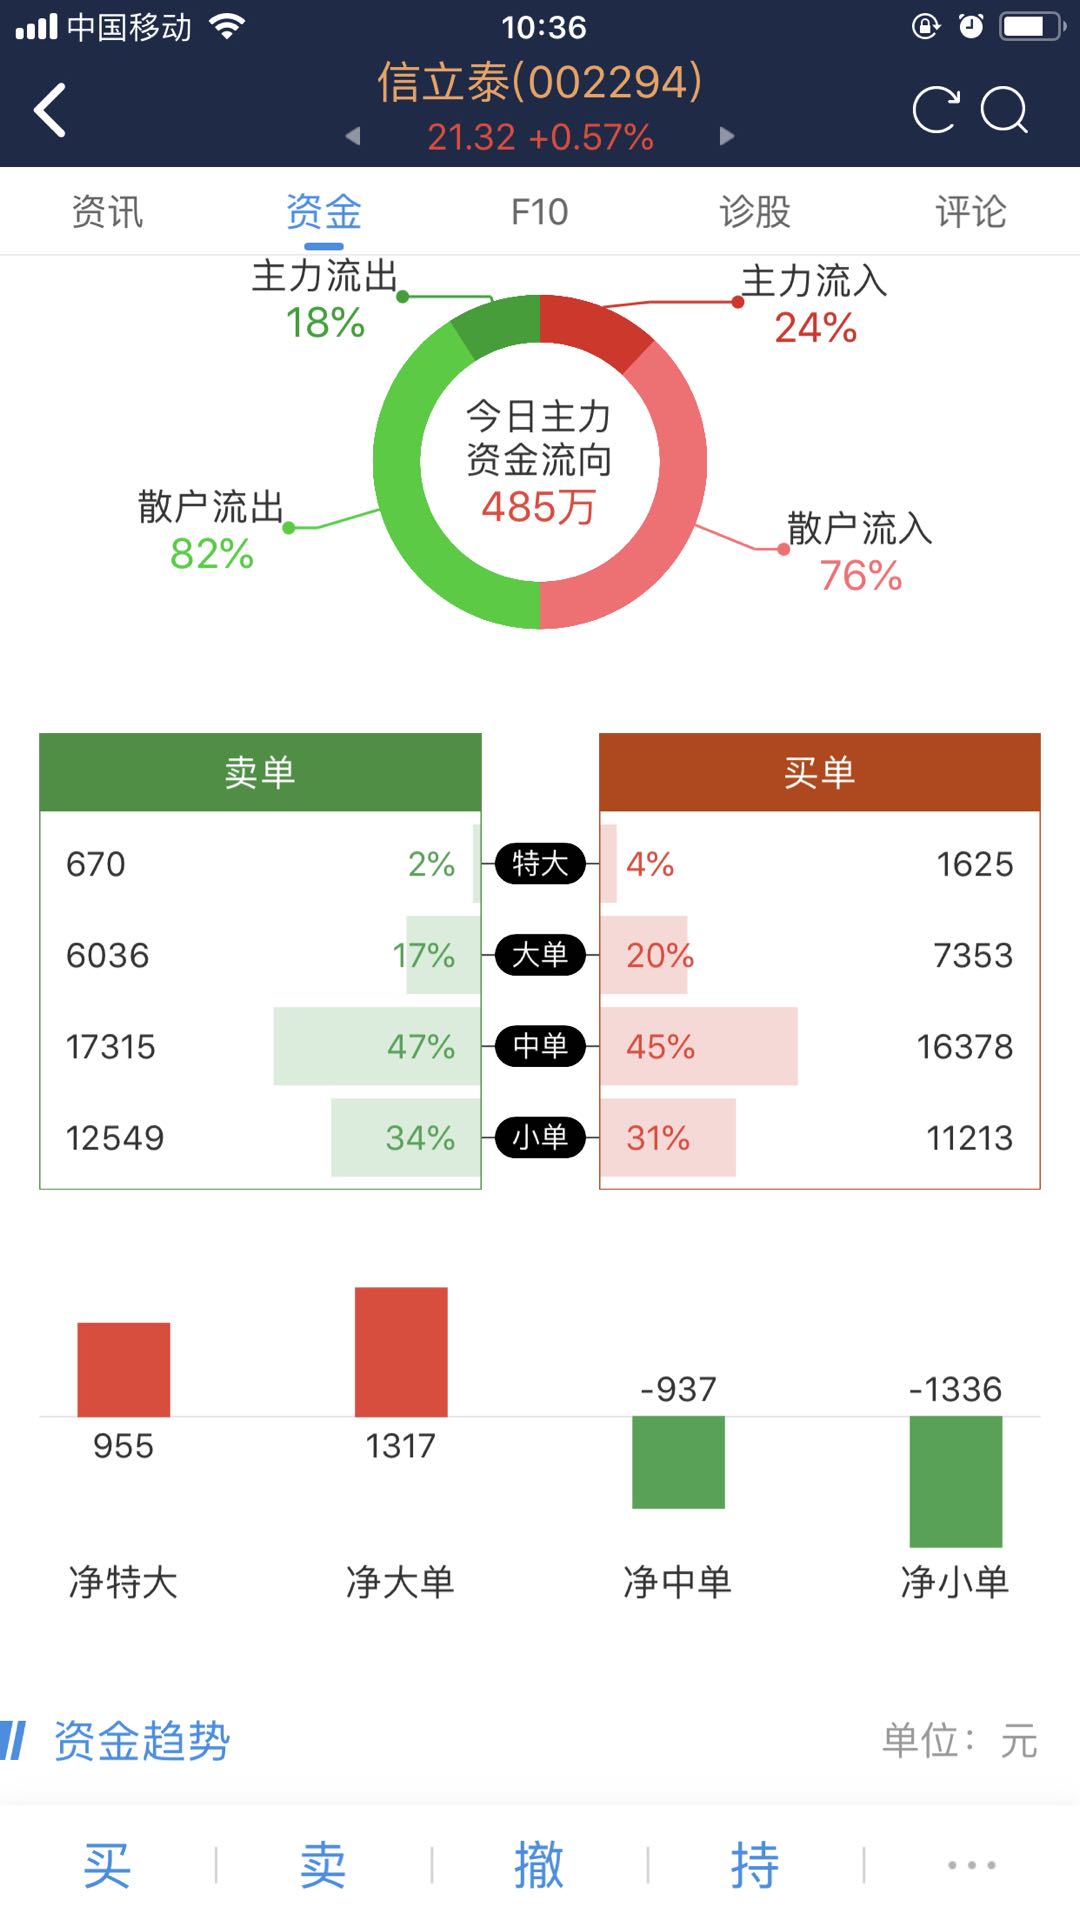 中国移动 10:36
信立泰(002294)
21.32 +0.57%
资讯 资金 F10 诊股 评论
主力流出 主力流入
18% 24%
今日主力
资金流向
485万
散户流出 散户流入
82% 76%
卖单 买单
670 2% 特大 4% 1625
6036 17% 大单 20% 7353
17315 47% 中单 45% 16378
12549 34% 小单 31% 11213
-937 -1336
955 1317
净特大 净大单 净中单 净小单
资金趋势 单位：元
买 卖 撤 持 ···